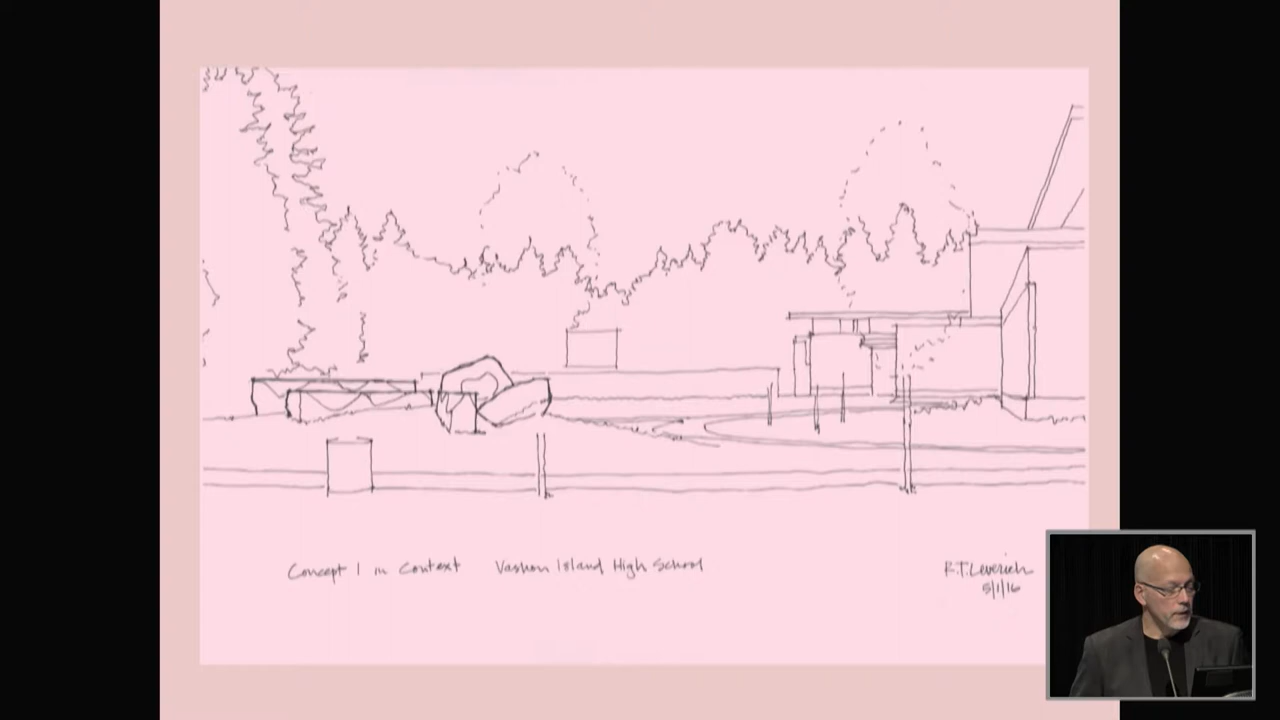 Concept 1 in Context Vashon Island High School
R.T. Leverich
5/1/16